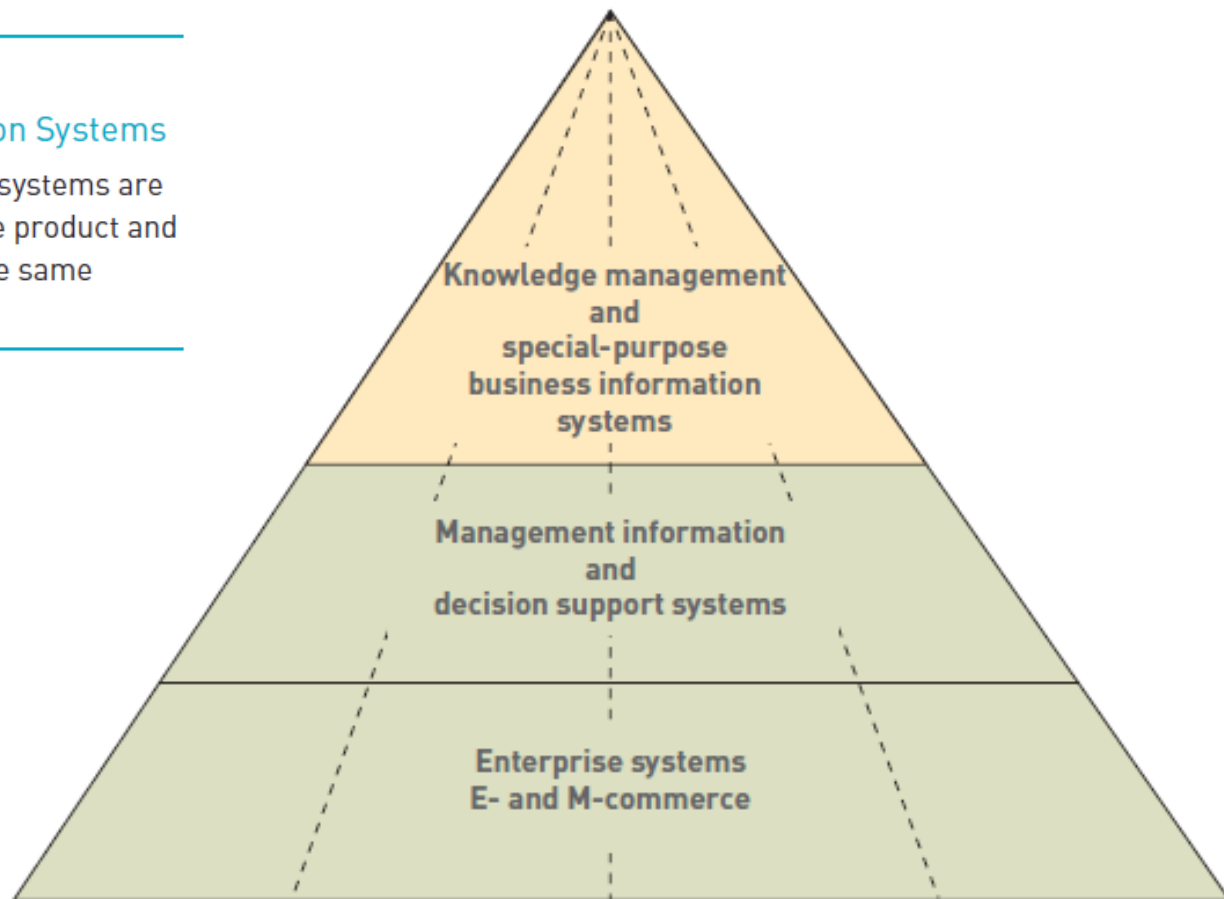 on Systems
systems are
e product and
e same
Knowledge management
and
special-purpose
business information
systems
Management information
and
decision support systems
Enterprise systems
E- and M-commerce